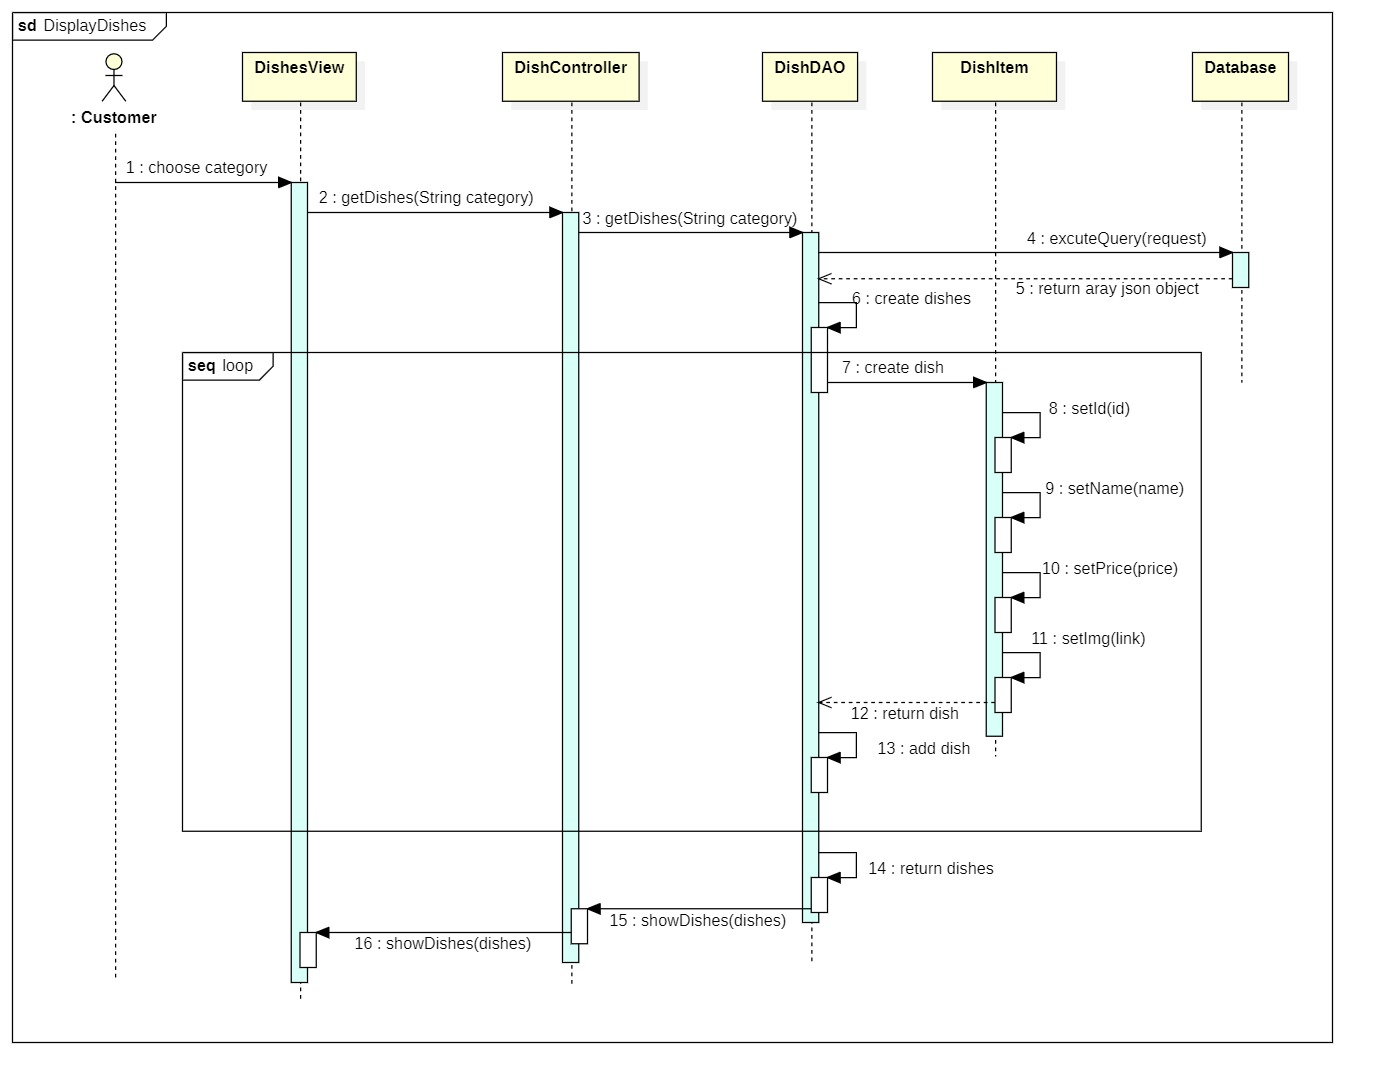 sd DisplayDishes
DishesView
DishController
DishDAO
DishItem
Database
: Customer
1 : choose category
2 : getDishes(String category)
3 : getDishes(String category)
4 : excuteQuery(request)
5 : return aray json object
6 : create dishes
seq loop
7 : create dish
8 : setId(id)
9 : setName(name)
10 : setPrice(price)
11 : setImg(link)
12 : return dish
13 : add dish
14 : return dishes
15 : showDishes(dishes)
16 : showDishes(dishes)